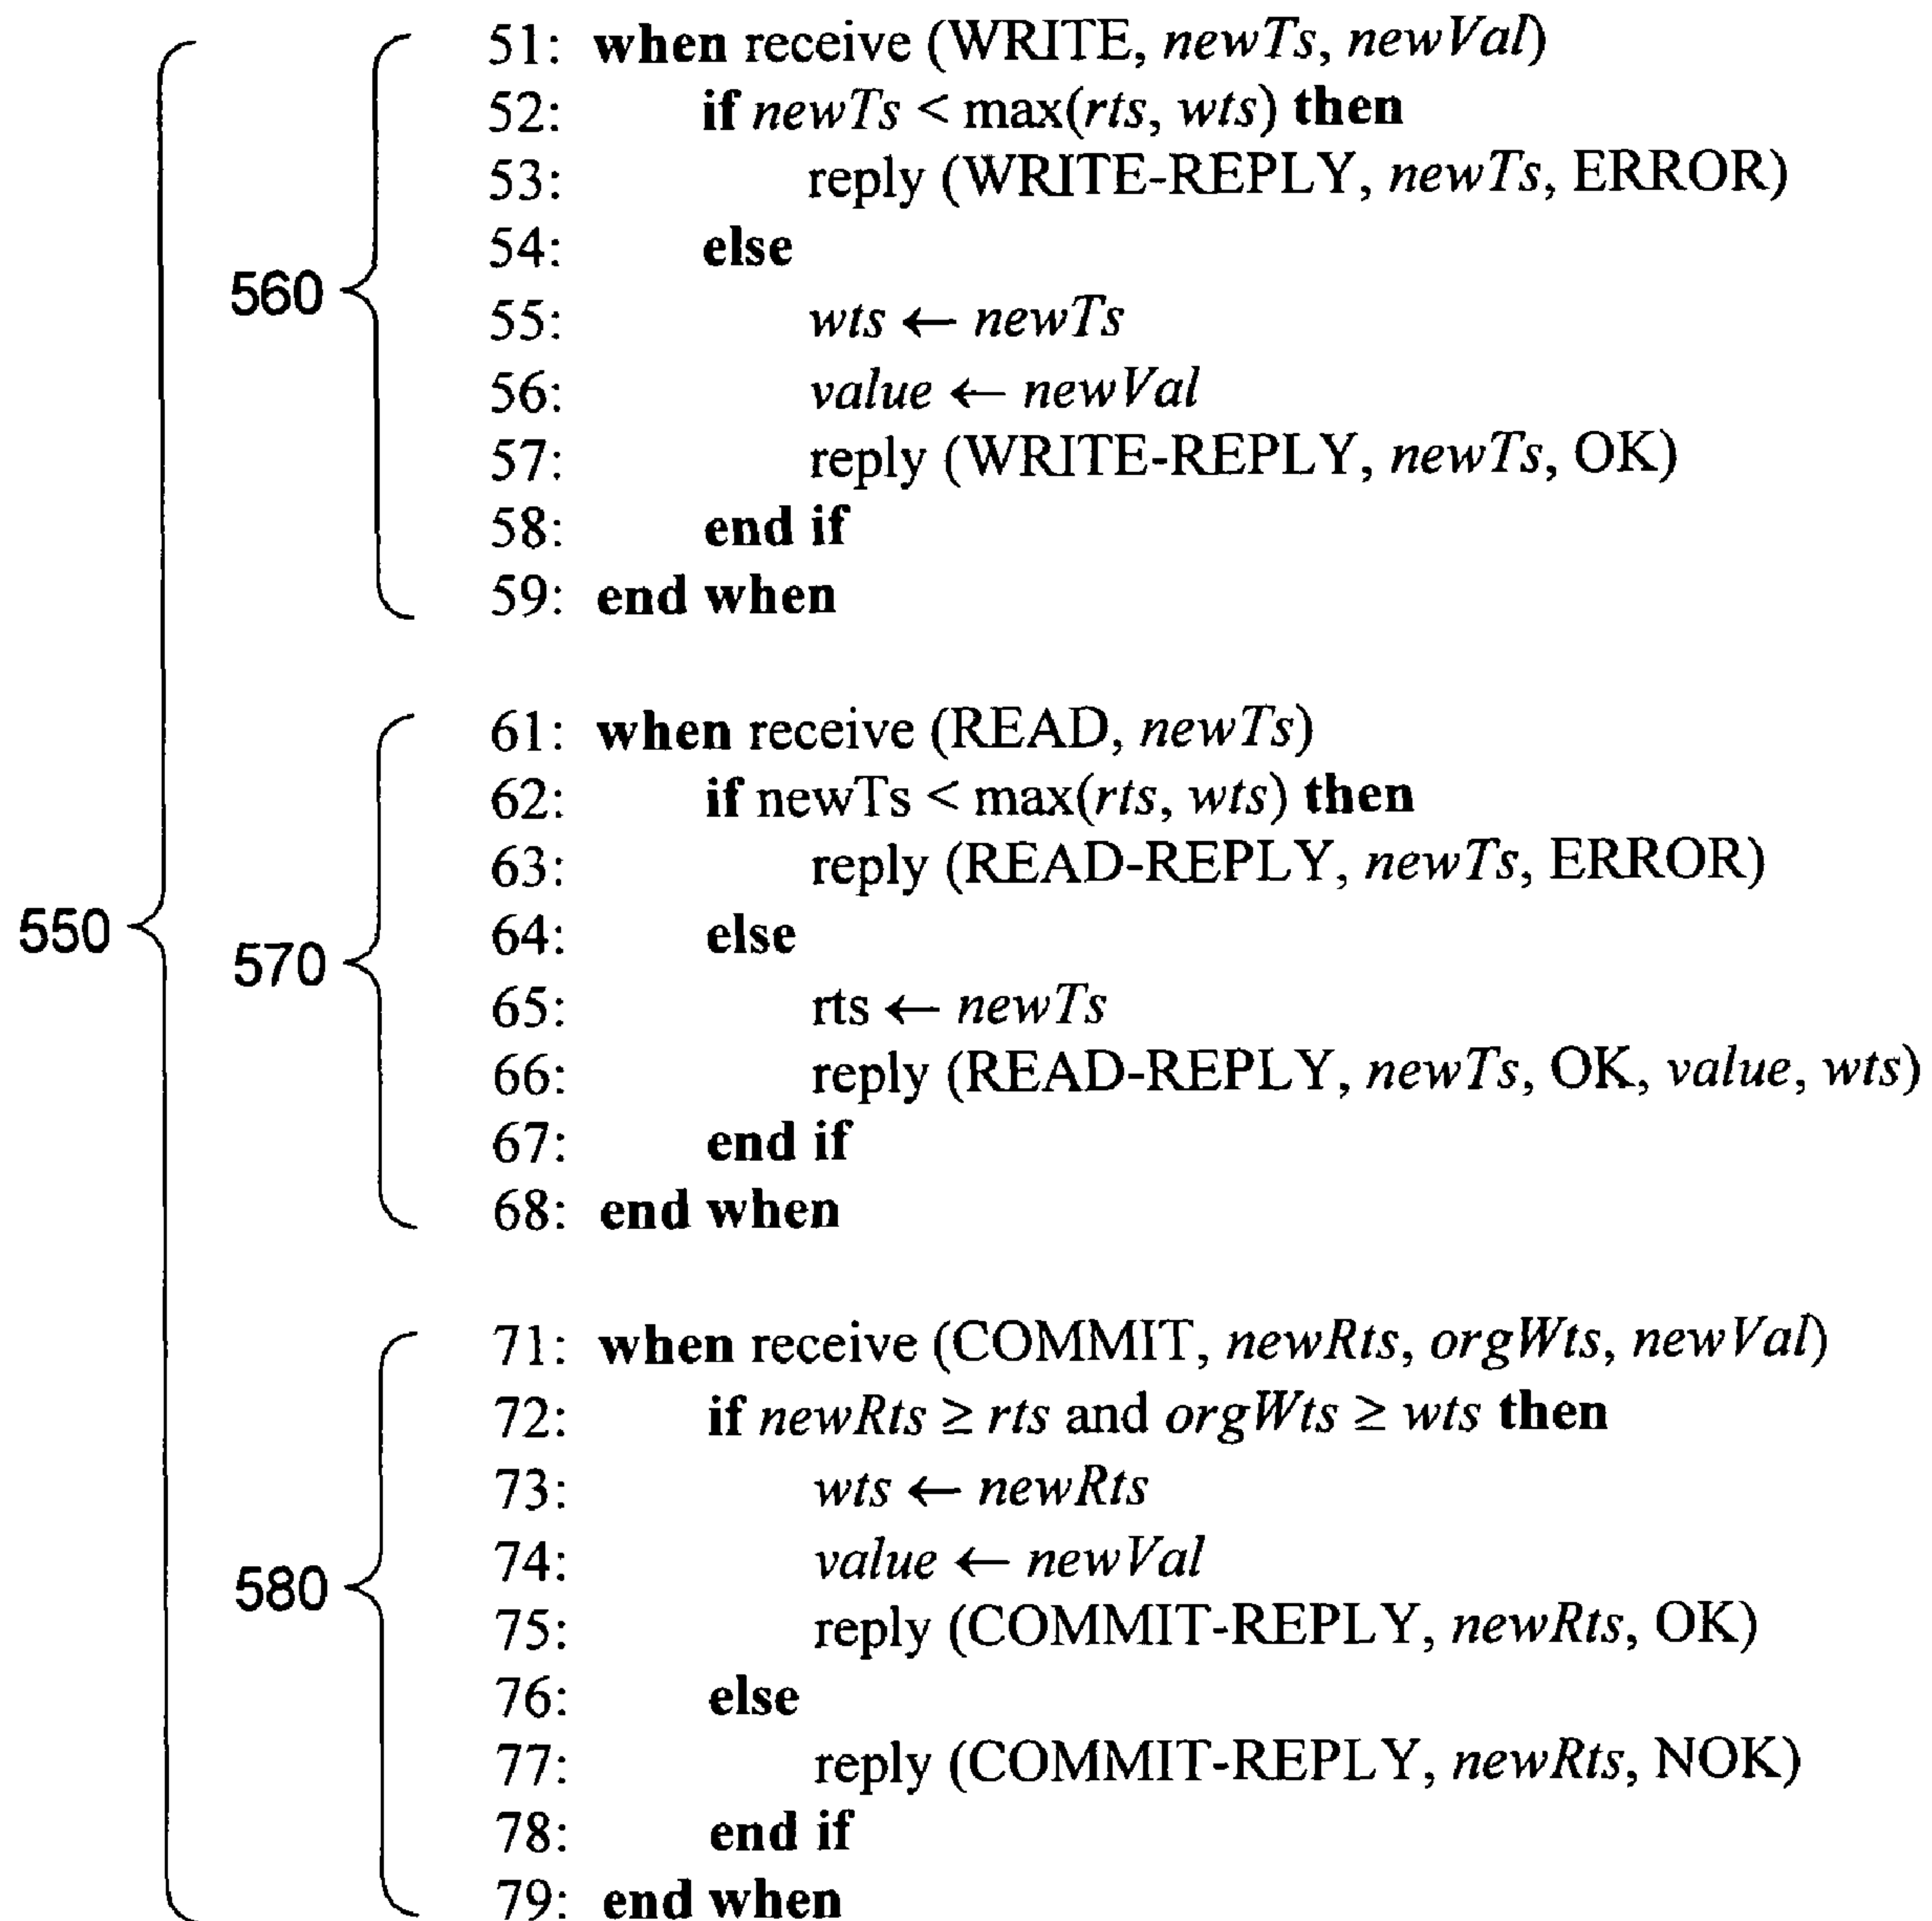 51: when receive (WRITE, newTs, newVal)
52: if newTs < max(rts, wts) then
53: reply (WRITE-REPLY, newTs, ERROR)
54: else
560
55: wts ← newTs
56: value ← newVal
57: reply (WRITE-REPLY, newTs, OK)
58: end if
59: end when
61: when receive (READ, newTs)
62: if newTs < max(rts, wts) then
63: reply (READ-REPLY, newTs, ERROR)
550
64: else
570
65: rts ← newTs
66: reply (READ-REPLY, newTs, OK, value, wts)
67: end if
68: end when
71: when receive (COMMIT, newRts, orgWts, newVal)
72: if newRts ≥ rts and orgWts ≥ wts then
73: wts ← newRts
74: value ← newVal
580
75: reply (COMMIT-REPLY, newRts, OK)
76: else
77: reply (COMMIT-REPLY, newRts, NOK)
78: end if
79: end when